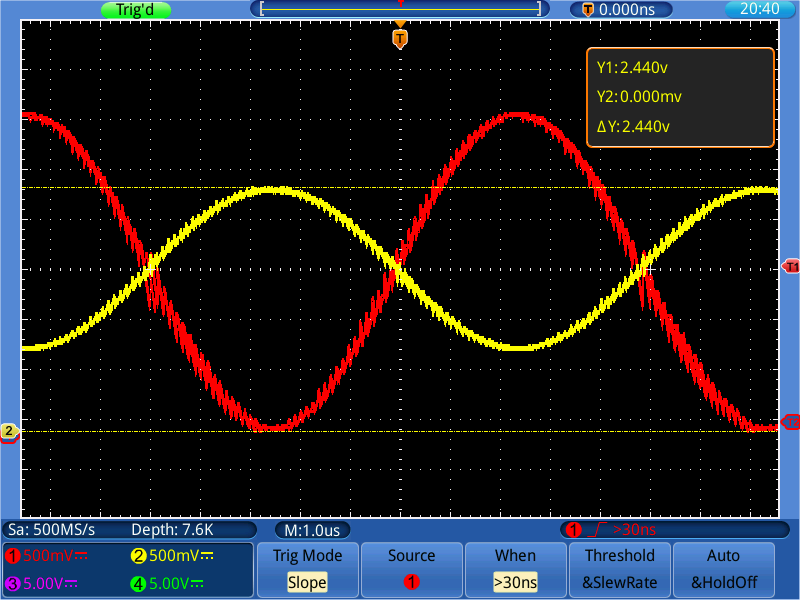 Trig'd
T 0.000ns
20:40
T
Y1:2.440v
Y2:0.000mv
ΔY:2.440v
T1
2
Sa: 500MS/s Depth: 7.6K M:1.0us 1 >30ns
1 500mV 2 500mV
3 5.00V 4 5.00V
Trig Mode Source When Threshold Auto
Slope 1 >30ns &SlewRate &HoldOff